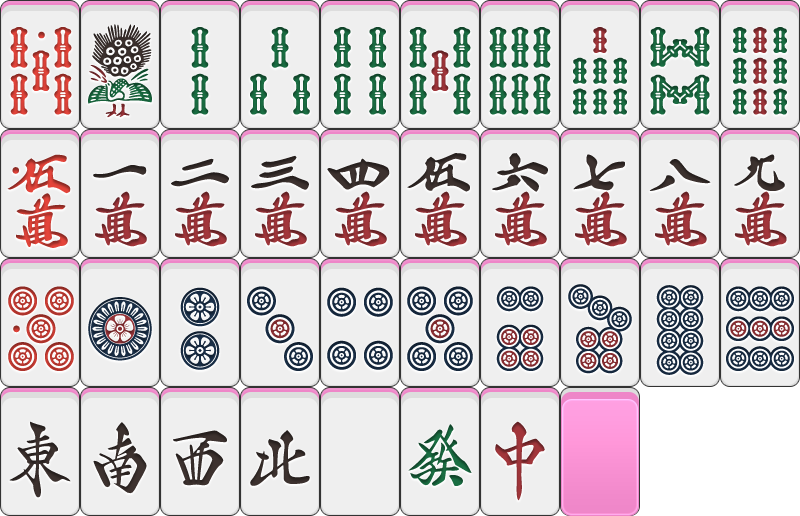 伍 一 二 三 四 伍 六 七 八 九
萬 萬 萬 萬 萬 萬 萬 萬 萬 萬
東 南 西 北 發 中